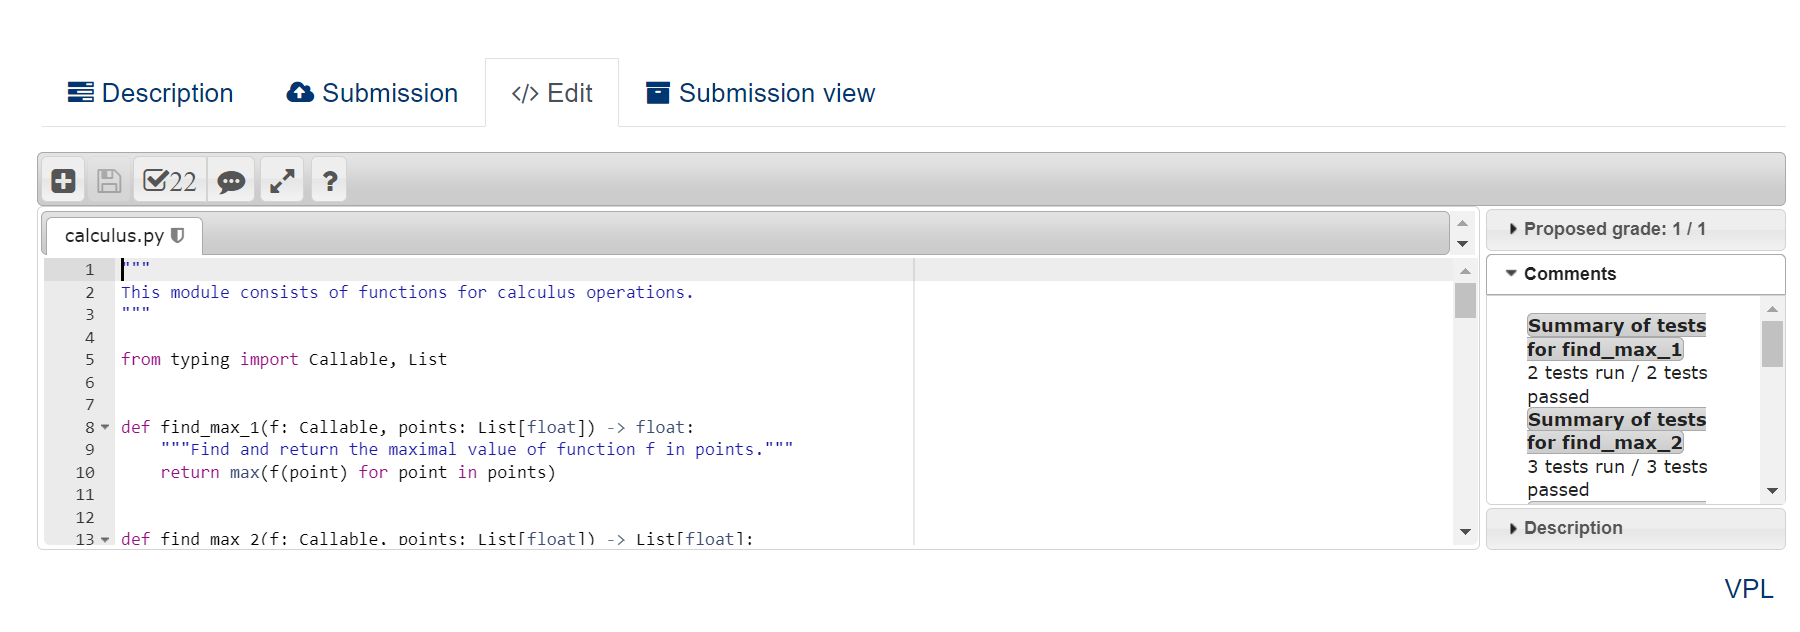 Description Submission </> Edit Submission view
22 ?
calculus.py
Proposed grade: 1 / 1
Comments
1 """
2 This module consists of functions for calculus operations.
3 """
4
5 from typing import Callable, List
6
7
8 def find_max_1(f: Callable, points: List[float]) -> float:
9 """Find and return the maximal value of function f in points."""
10 return max(f(point) for point in points)
11
12
13 def find_max_2(f: Callable, points: List[float]) -> List[float]:
Summary of tests
for find_max_1
2 tests run / 2 tests
passed
Summary of tests
for find_max_2
3 tests run / 3 tests
passed
Description
VPL